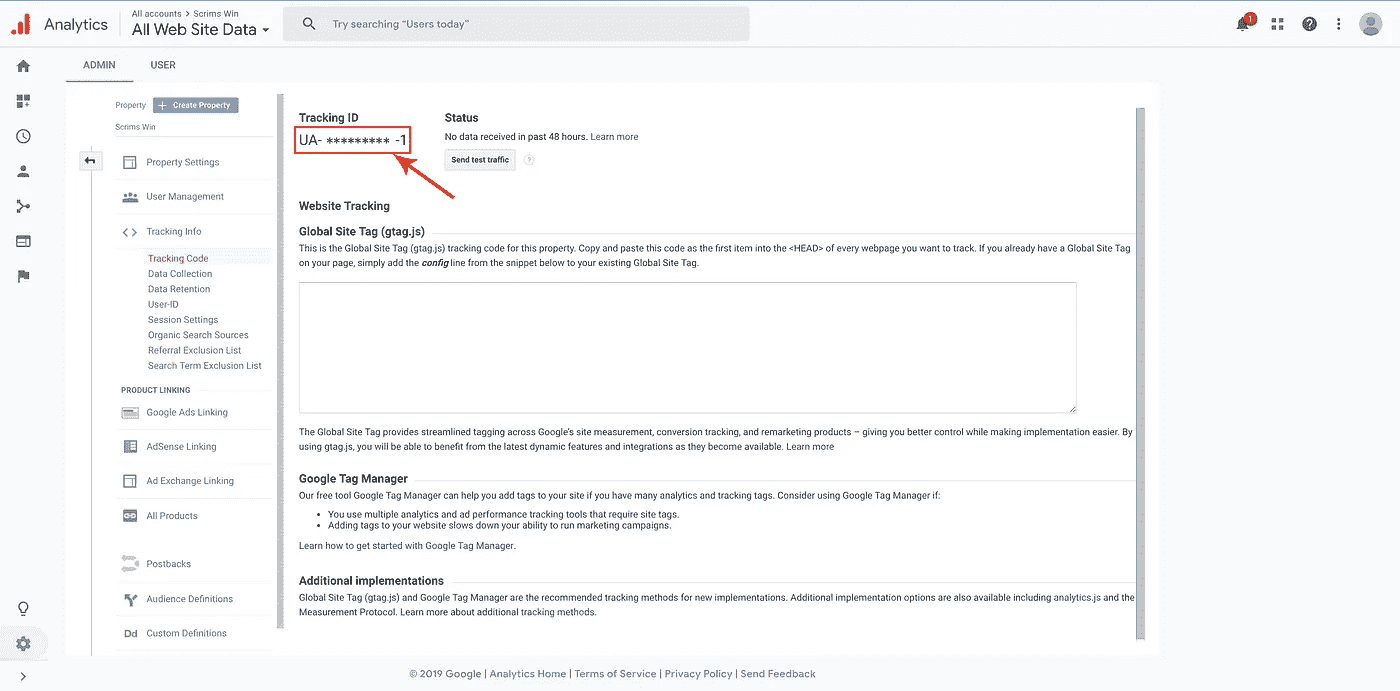 Analytics
All accounts > Scrims Win
All Web Site Data
Try searching “Users today”
1
ADMIN
USER
Property
Create Property
Scrims Win
Property Settings
User Management
Tracking Info
Tracking Code
Data Collection
Data Retention
User-ID
Session Settings
Organic Search Sources
Referral Exclusion List
Search Term Exclusion List
PRODUCT LINKING
Google Ads Linking
AdSense Linking
Ad Exchange Linking
All Products
Postbacks
Audience Definitions
Dd Custom Definitions
Tracking ID
UA- ********* -1
Status
No data received in past 48 hours. Learn more
Send test traffic
?
Website Tracking
Global Site Tag (gtag.js)
This is the Global Site Tag (gtag.js) tracking code for this property. Copy and paste this code as the first item into the <HEAD> of every webpage you want to track. If you already have a Global Site Tag
on your page, simply add the config line from the snippet below to your existing Global Site Tag.
The Global Site Tag provides streamlined tagging across Google’s site measurement, conversion tracking, and remarketing products – giving you better control while making implementation easier. By
using gtag.js, you will be able to benefit from the latest dynamic features and integrations as they become available. Learn more
Google Tag Manager
Our free tool Google Tag Manager can help you add tags to your site if you have many analytics and tracking tags. Consider using Google Tag Manager if:
• You use multiple analytics and ad performance tracking tools that require site tags.
• Adding tags to your website slows down your ability to run marketing campaigns.
Learn how to get started with Google Tag Manager.
Additional implementations
Global Site Tag (gtag.js) and Google Tag Manager are the recommended tracking methods for new implementations. Additional implementation options are also available including analytics.js and the
Measurement Protocol. Learn more about additional tracking methods.
© 2019 Google | Analytics Home | Terms of Service | Privacy Policy | Send Feedback